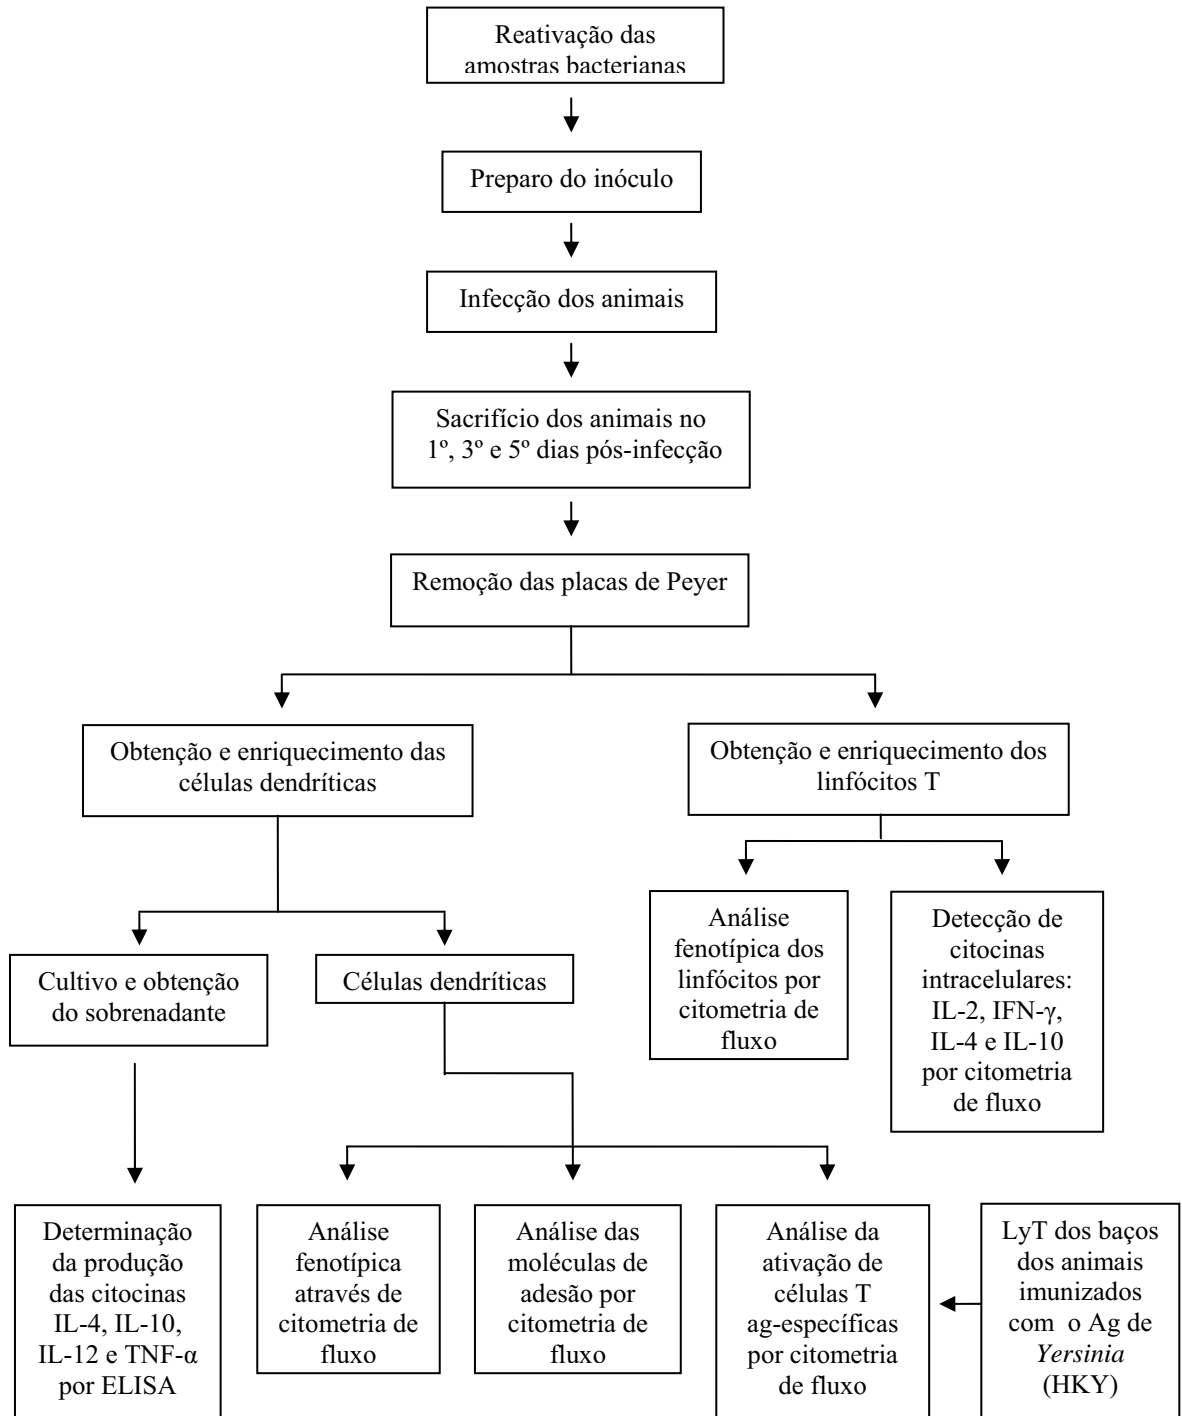 Reativação das
amostras bacterianas
Preparo do inóculo
Infecção dos animais
Sacrifício dos animais no
1º, 3º e 5º dias pós-infecção
Remoção das placas de Peyer
Obtenção e enriquecimento das
células dendríticas
Obtenção e enriquecimento dos
linfócitos T
Análise
fenotípica dos
linfócitos por
citometria de
fluxo
Detecção de
citocinas
intracelulares:
IL-2, IFN-γ,
IL-4 e IL-10
por citometria
de fluxo
Cultivo e obtenção
do sobrenadante
Células dendríticas
Determinação
da produção
das citocinas
IL-4, IL-10,
IL-12 e TNF-α
por ELISA
Análise
fenotípica
através de
citometria de
fluxo
Análise das
moléculas de
adesão por
citometria de
fluxo
Análise da
ativação de
células T
ag-específicas
por citometria
de fluxo
LyT dos baços
dos animais
imunizados
com o Ag de
Yersinia
(HKY)